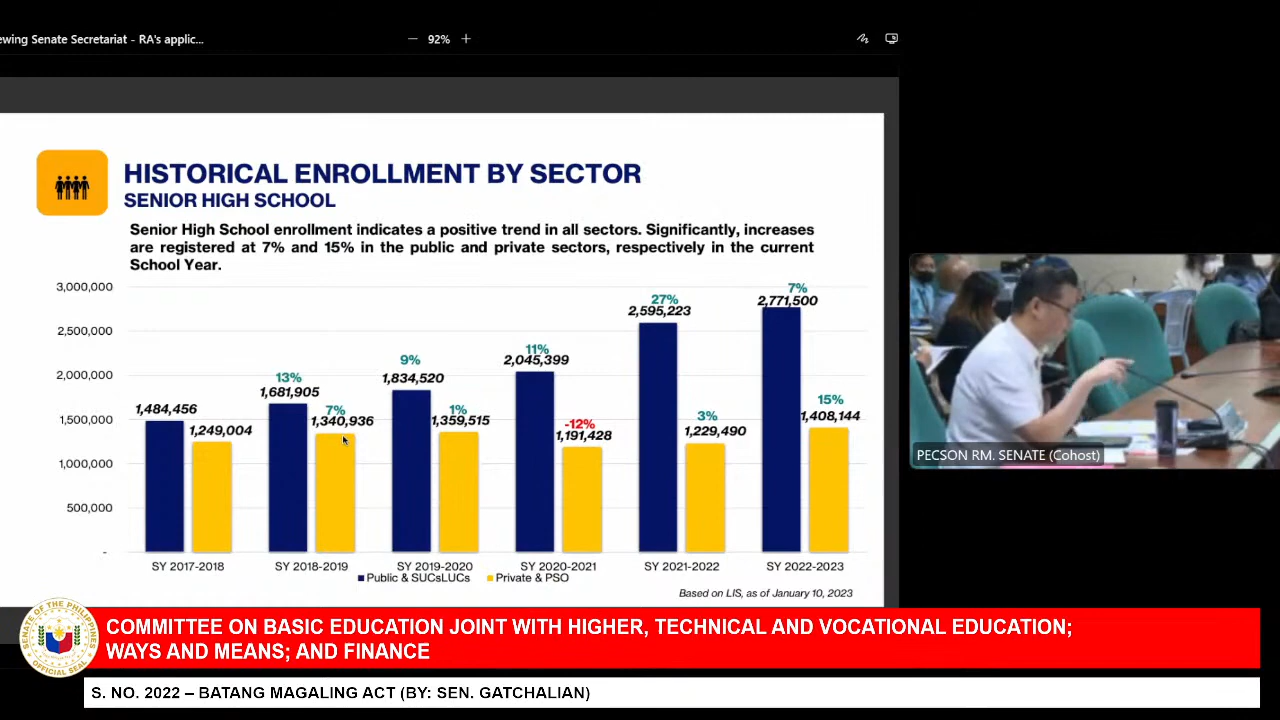 ewing Senate Secretariat - RA's applic...
92%
HISTORICAL ENROLLMENT BY SECTOR
SENIOR HIGH SCHOOL
Senior High School enrollment indicates a positive trend in all sectors. Significantly, increases
are registered at 7% and 15% in the public and private sectors, respectively in the current
School Year.
3,000,000
2,500,000
2,000,000
1,500,000
1,000,000
500,000
-
1,484,456
1,249,004
13%
1,681,905
7%
1,340,936
9%
1,834,520
1%
1,359,515
11%
2,045,399
-12%
1,191,428
27%
2,595,223
3%
1,229,490
7%
2,771,500
15%
1,408,144
SY 2017-2018 SY 2018-2019 SY 2019-2020 SY 2020-2021 SY 2021-2022 SY 2022-2023
Public & SUCsLUCs Private & PSO
Based on LIS, as of January 10, 2023
PECSON RM. SENATE (Cohost)
SENATE OF THE PHILIPPINES
OFFICIAL SEAL
COMMITTEE ON BASIC EDUCATION JOINT WITH HIGHER, TECHNICAL AND VOCATIONAL EDUCATION;
WAYS AND MEANS; AND FINANCE
S. NO. 2022 – BATANG MAGALING ACT (BY: SEN. GATCHALIAN)